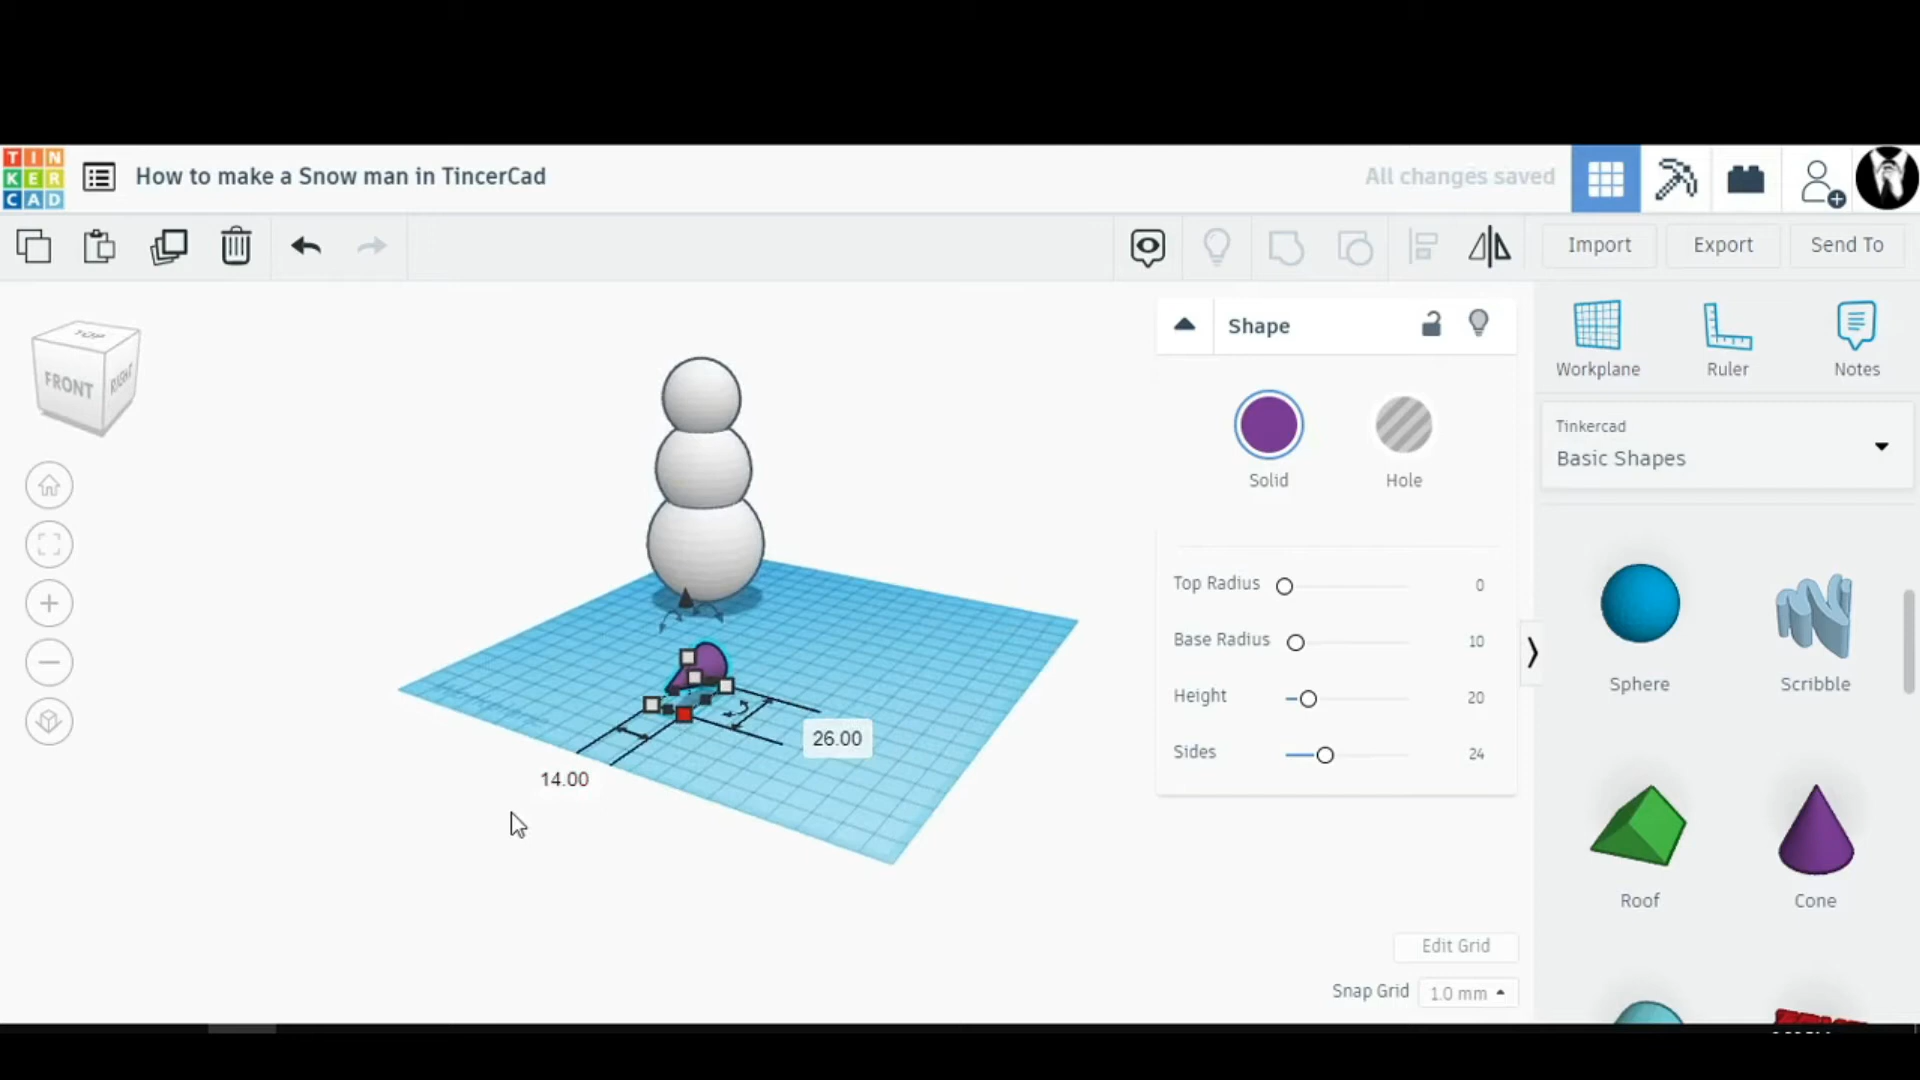 TIN
KER
CAD
How to make a Snow man in TincerCad
All changes saved
Import
Export
Send To
TOP
FRONT
RIGHT
Shape
Solid
Hole
Top Radius
0
Base Radius
10
Height
20
Sides
24
Workplane
Ruler
Notes
Tinkercad
Basic Shapes
Sphere
Scribble
Roof
Cone
26.00
14.00
Edit Grid
Snap Grid
1.0 mm